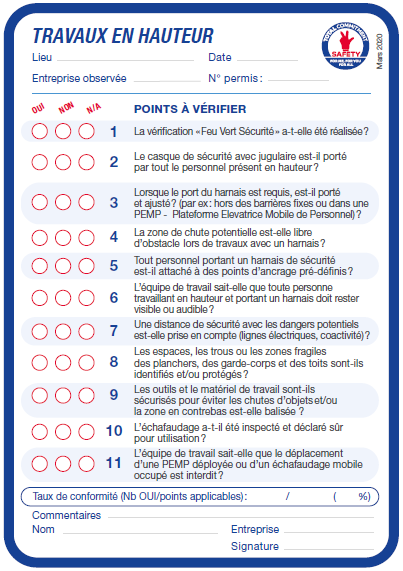 TRAVAUX EN HAUTEUR
TOTAL COMMITMENT
SAFETY
FOR ME, FOR YOU
FOR ALL
Mars 2020
Lieu Date
Entreprise observée N° permis :
OUI NON N/A POINTS À VÉRIFIER
1 La vérification «Feu Vert Sécurité» a-t-elle été réalisée ?
2 Le casque de sécurité avec jugulaire est-il porté
par tout le personnel présent en hauteur ?
3 Lorsque le port du harnais est requis, est-il porté
et ajusté? (par ex : hors des barrières fixes ou dans une
PEMP - Plateforme Elevatrice Mobile de Personnel) ?
4 La zone de chute potentielle est-elle libre
d'obstacle lors de travaux avec un harnais ?
5 Tout personnel portant un harnais de sécurité
est-il attaché à des points d'ancrage pré-définis ?
6 L'équipe de travail sait-elle que toute personne
travaillant en hauteur et portant un harnais doit rester
visible ou audible ?
7 Une distance de sécurité avec les dangers potentiels
est-elle prise en compte (lignes électriques, coactivité) ?
8 Les espaces, les trous ou les zones fragiles
des planchers, des garde-corps et des toits sont-ils
identifiés et/ou protégés ?
9 Les outils et le matériel de travail sont-ils
sécurisés pour éviter les chutes d'objets et/ou
la zone en contrebas est-elle balisée ?
10 L'échafaudage a-t-il été inspecté et déclaré sûr
pour utilisation ?
11 L'équipe de travail sait-elle que le déplacement
d'une PEMP déployée ou d'un échafaudage mobile
occupé est interdit ?
Taux de conformité (Nb OUI/points applicables) : / ( %)
Commentaires
Nom Entreprise
Signature